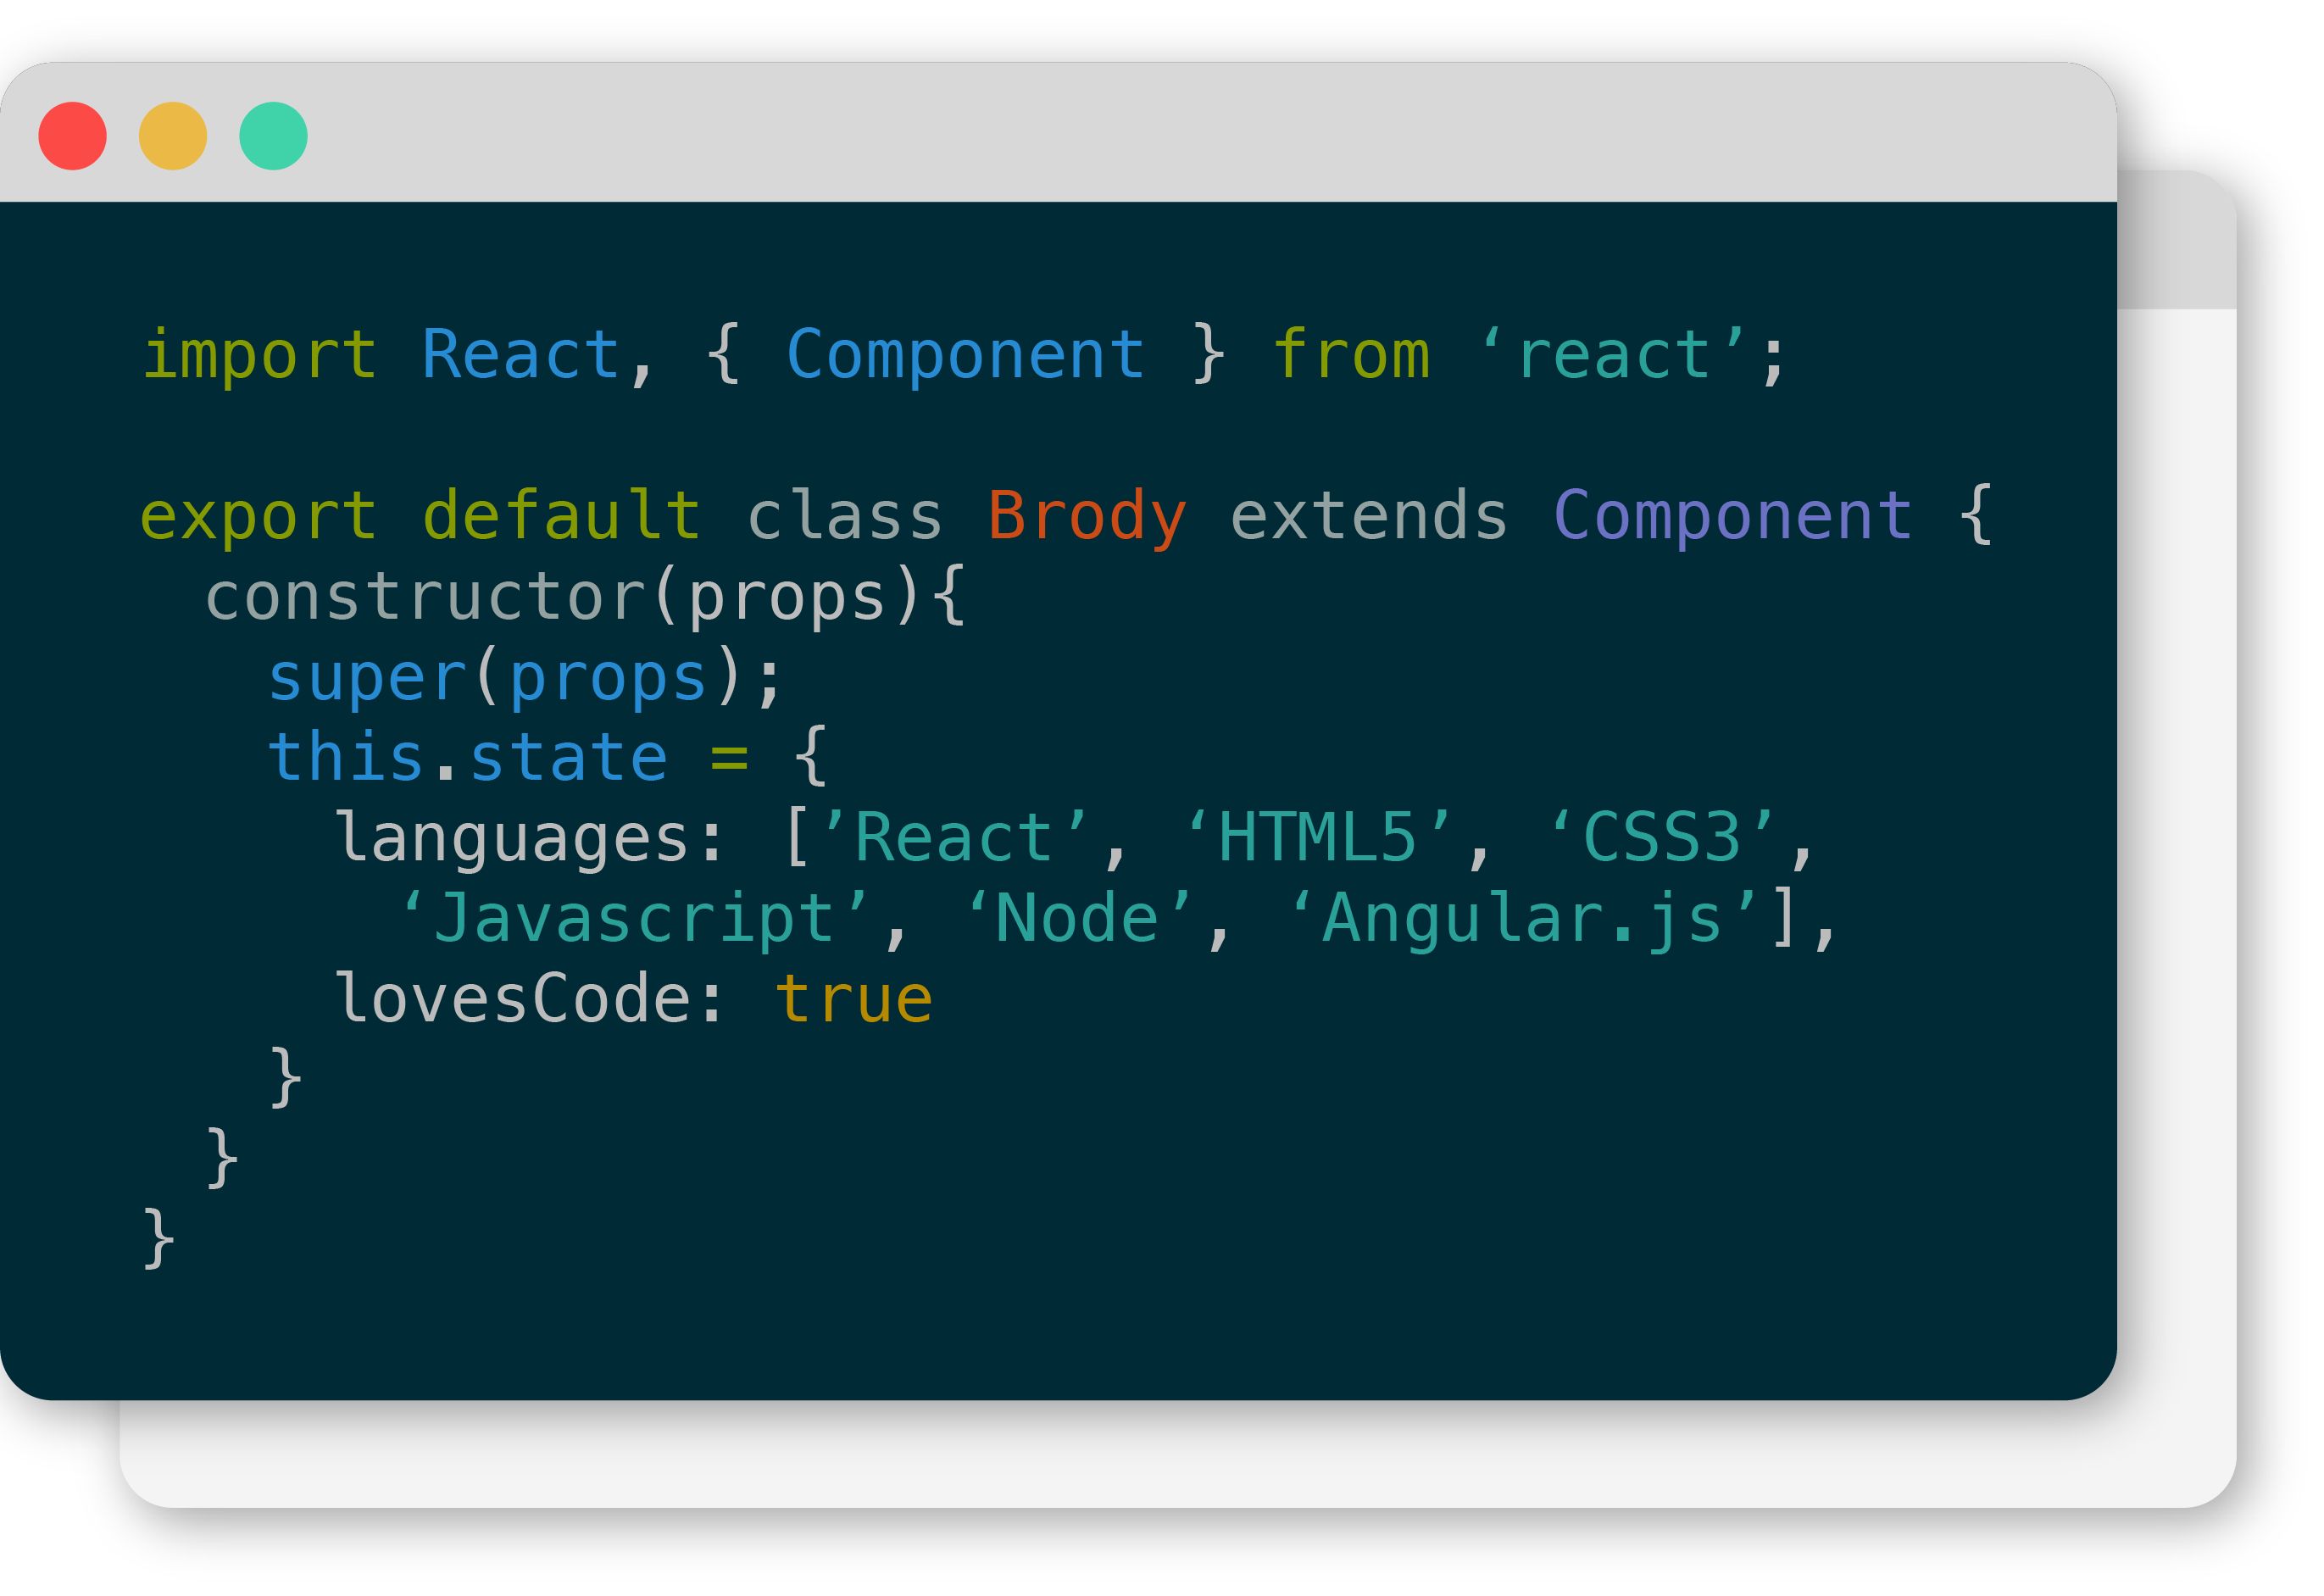 import React, { Component } from ‘react’;
export default class Brody extends Component {
constructor(props){
super(props);
this.state = {
languages: [’React’, ‘HTML5’, ‘CSS3’,
‘Javascript’, ‘Node’, ‘Angular.js’],
lovesCode: true
}
}
}